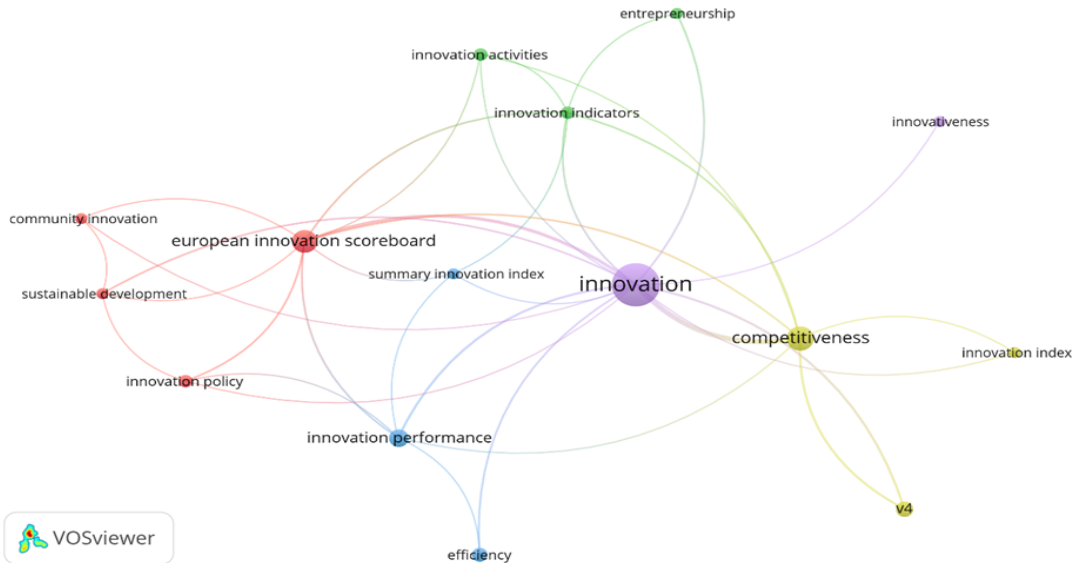 entrepreneurship
innovation activities
innovation indicators
innovativeness
community innovation
european innovation scoreboard
summary innovation index
innovation
sustainable development
competitiveness
innovation index
innovation policy
innovation performance
v4
VOSviewer
efficiency